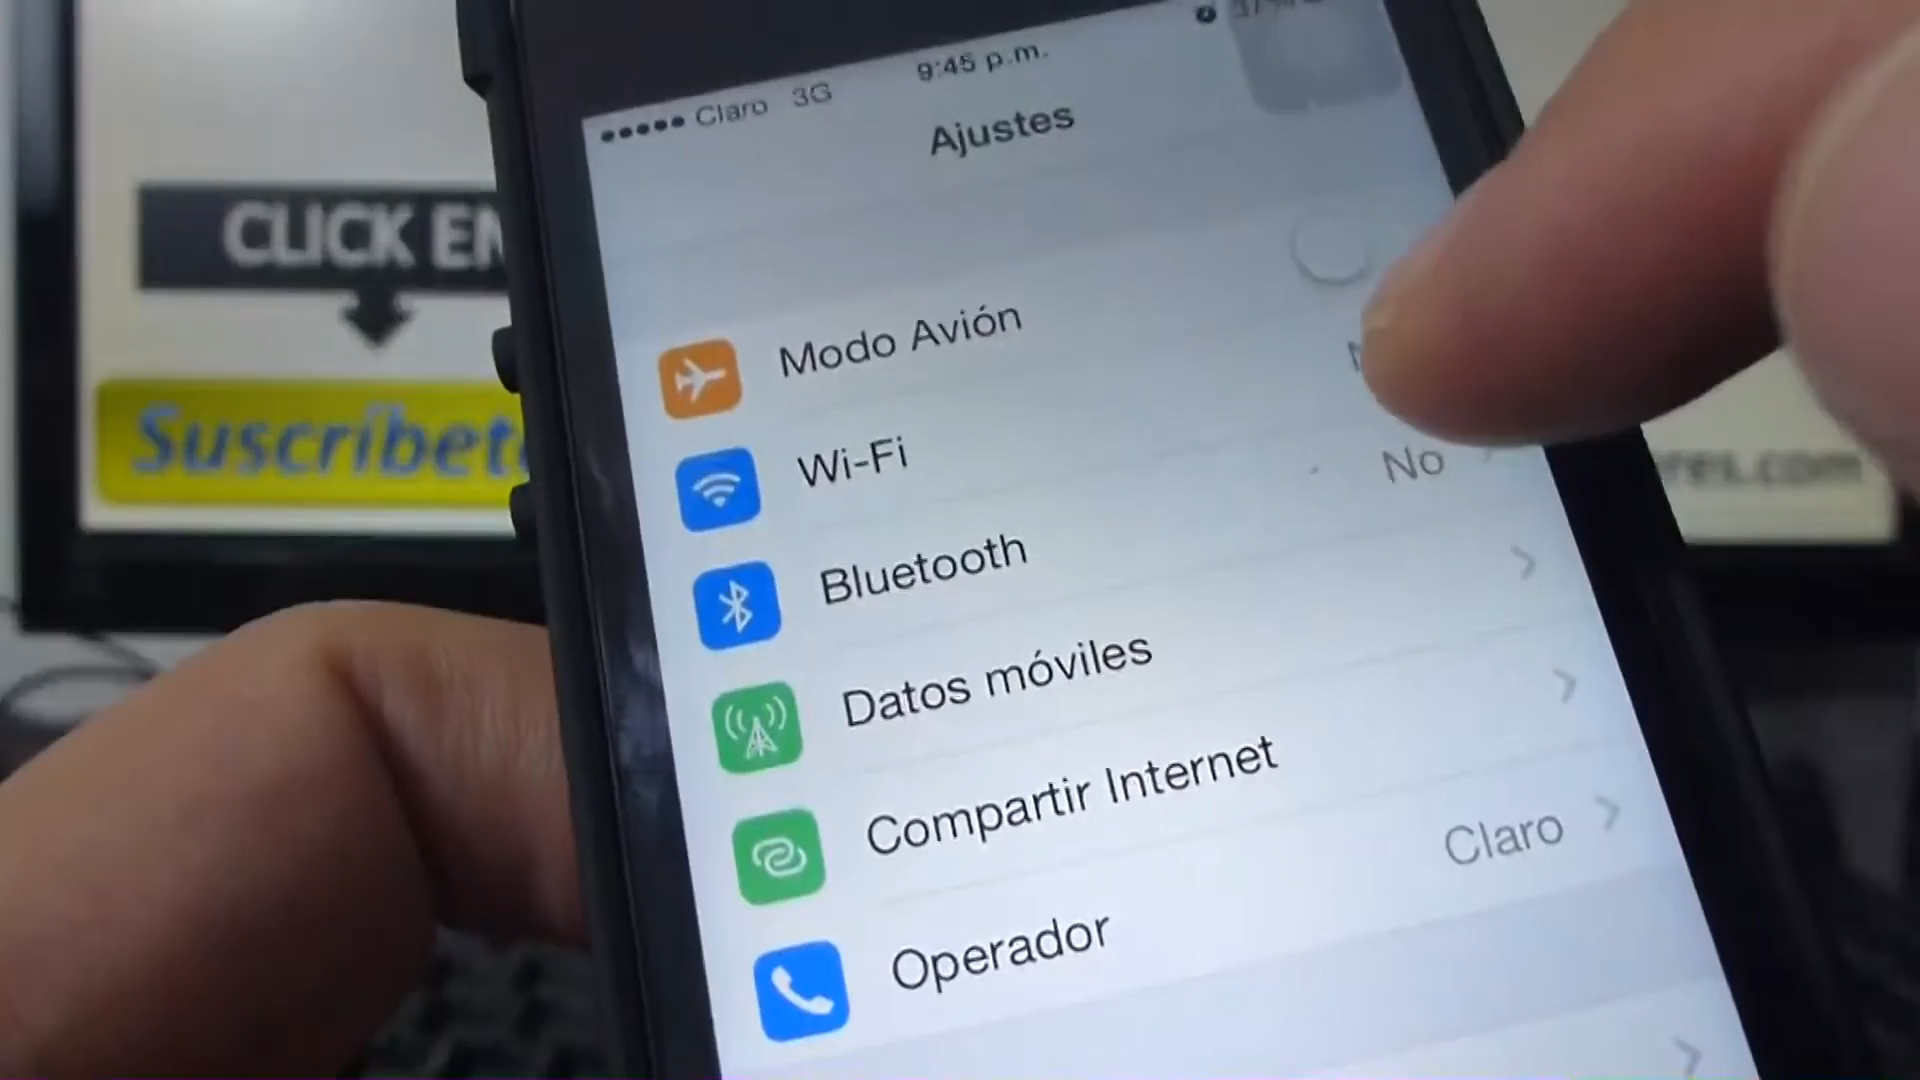 Claro 3G
9:45 p.m.
Ajustes
CLICK
Modo Avión
Wi-Fi
Suscríbete
Bluetooth
No
Datos móviles
Compartir Internet
Operador
Claro